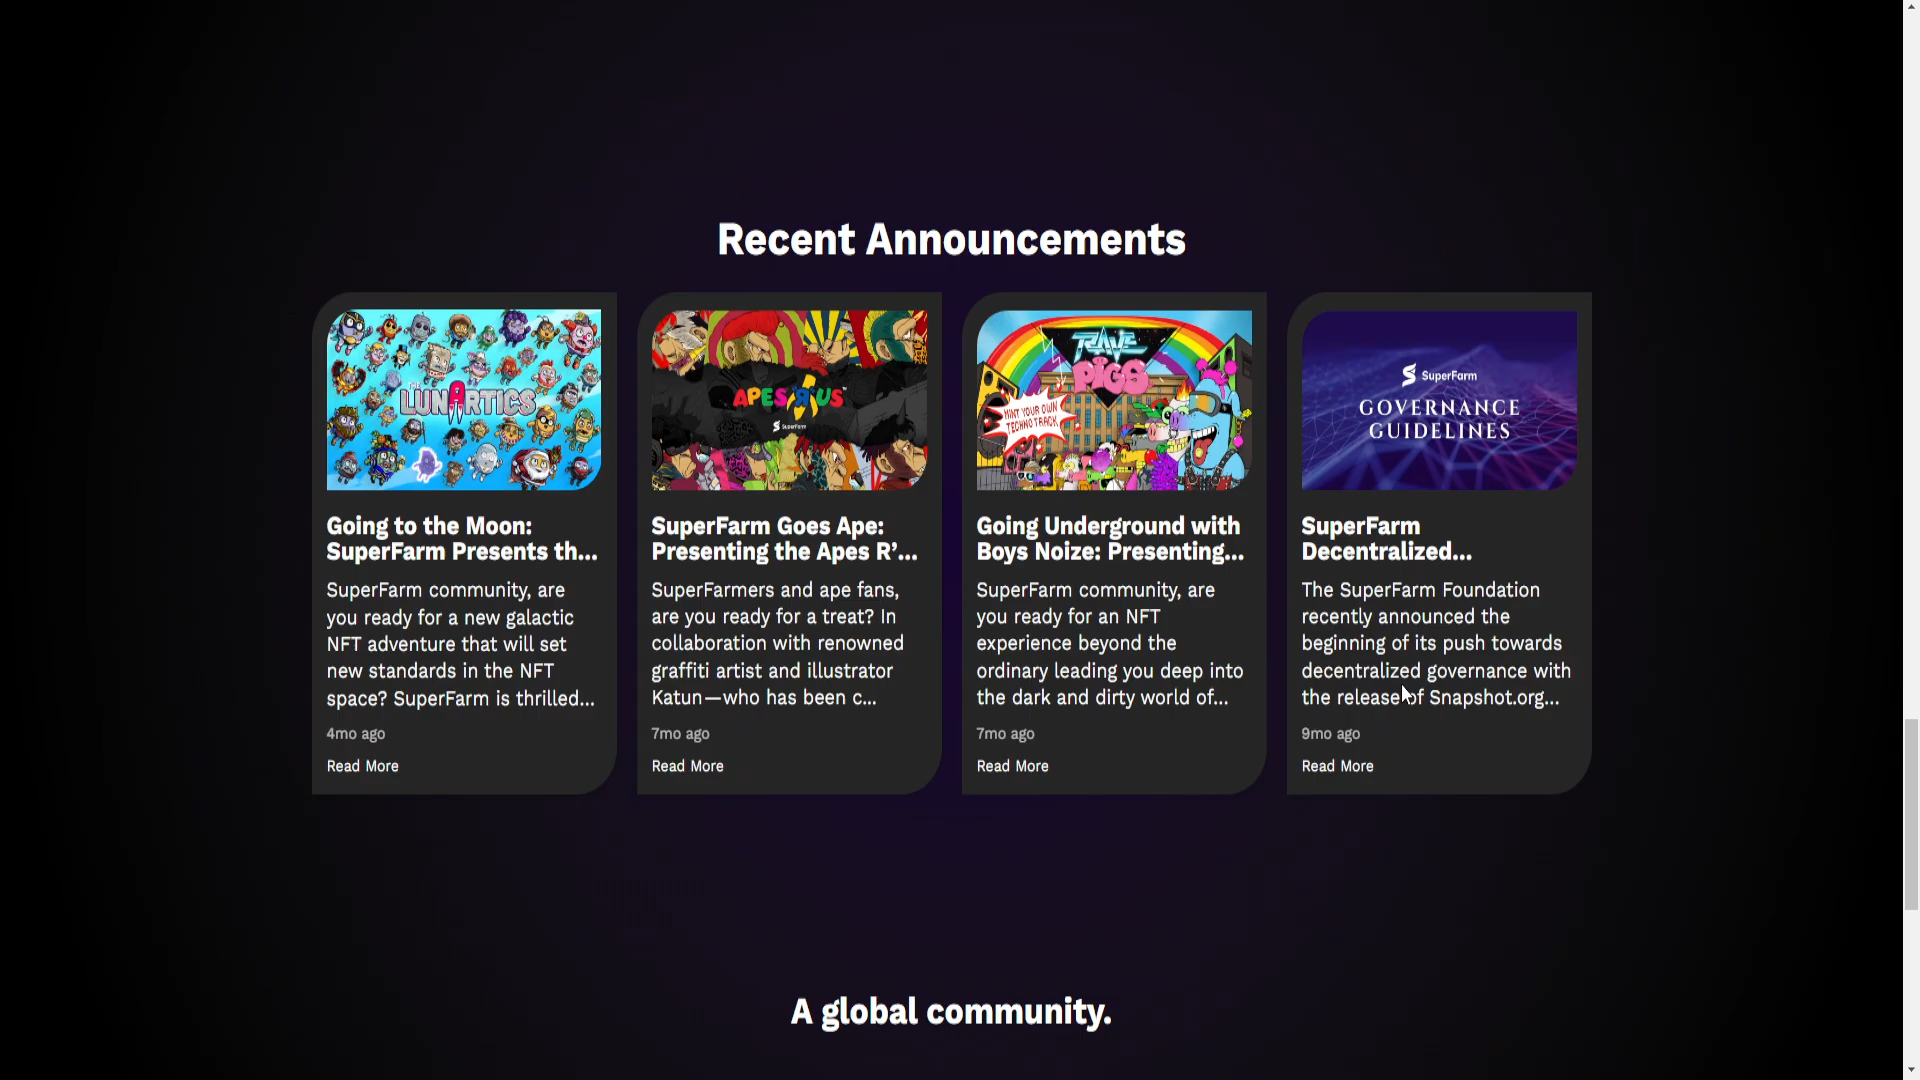 Recent Announcements
THE
LUNARTICS
Going to the Moon:
SuperFarm Presents th...
SuperFarm community, are
you ready for a new galactic
NFT adventure that will set
new standards in the NFT
space? SuperFarm is thrilled...
4mo ago
Read More
APES R US
SuperFarm
SuperFarm Goes Ape:
Presenting the Apes R’...
SuperFarmers and ape fans,
are you ready for a treat? In
collaboration with renowned
graffiti artist and illustrator
Katun—who has been c...
7mo ago
Read More
RAVE
PIGS
MINT YOUR OWN
TECHNO TRACK
Going Underground with
Boys Noize: Presenting...
SuperFarm community, are
you ready for an NFT
experience beyond the
ordinary leading you deep into
the dark and dirty world of...
7mo ago
Read More
SuperFarm
GOVERNANCE
GUIDELINES
SuperFarm
Decentralized...
The SuperFarm Foundation
recently announced the
beginning of its push towards
decentralized governance with
the release of Snapshot.org...
9mo ago
Read More
A global community.